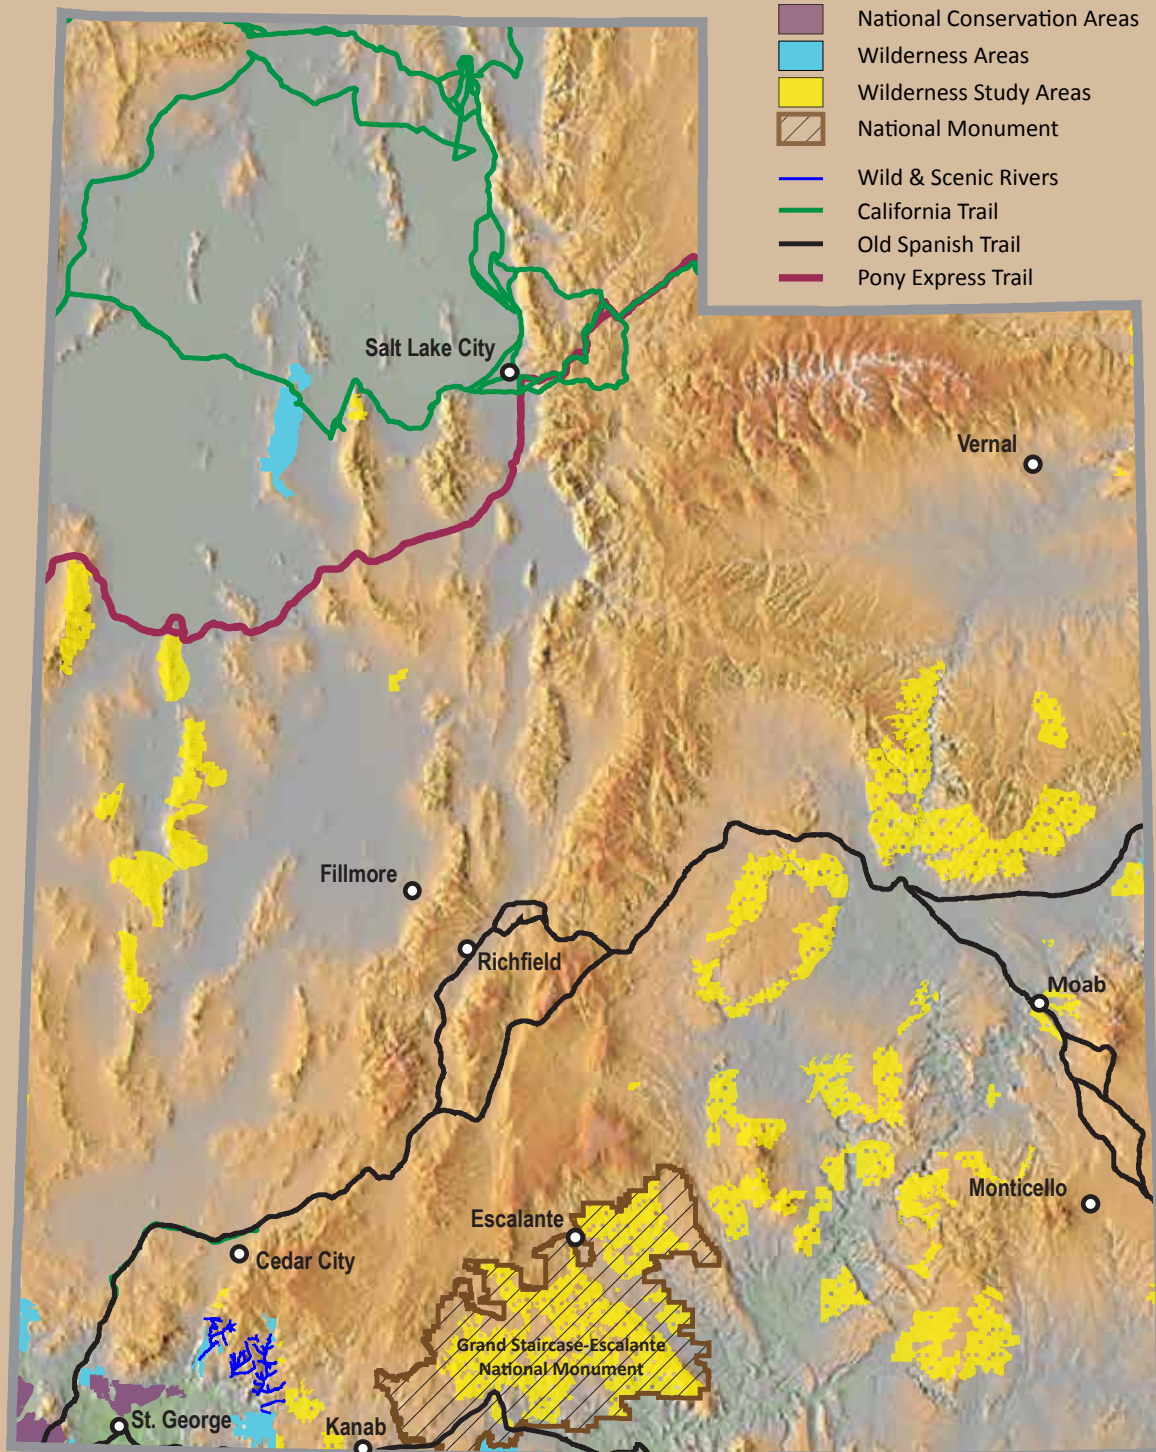 National Conservation Areas
Wilderness Areas
Wilderness Study Areas
National Monument
Wild & Scenic Rivers
California Trail
Old Spanish Trail
Pony Express Trail
Salt Lake City
Vernal
Fillmore
Richfield
Moab
Monticello
Escalante
Cedar City
Grand Staircase-Escalante
National Monument
St. George
Kanab